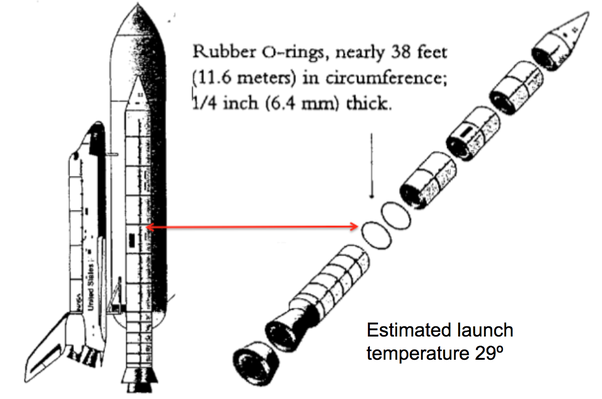 Rubber O-rings, nearly 38 feet
(11.6 meters) in circumference;
1/4 inch (6.4 mm) thick.
United States
Estimated launch
temperature 29º